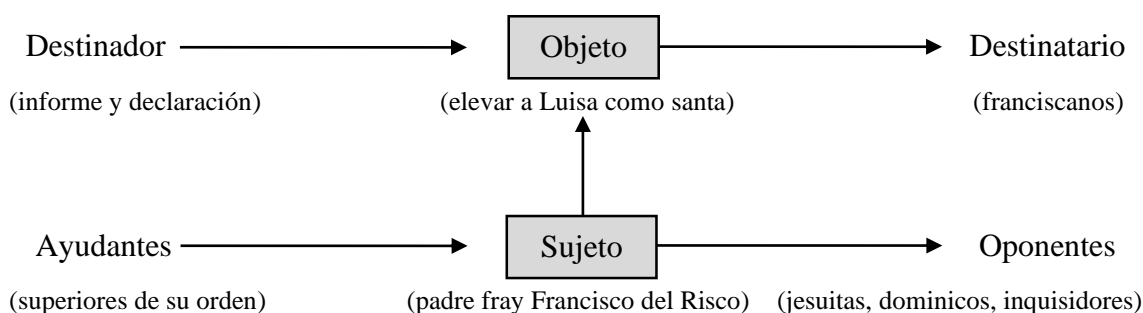 Destinador Objeto Destinatario
(informe y declaración) (elevar a Luisa como santa) (franciscanos)
Ayudantes Sujeto Oponentes
(superiores de su orden) (padre fray Francisco del Risco) (jesuitas, dominicos, inquisidores)